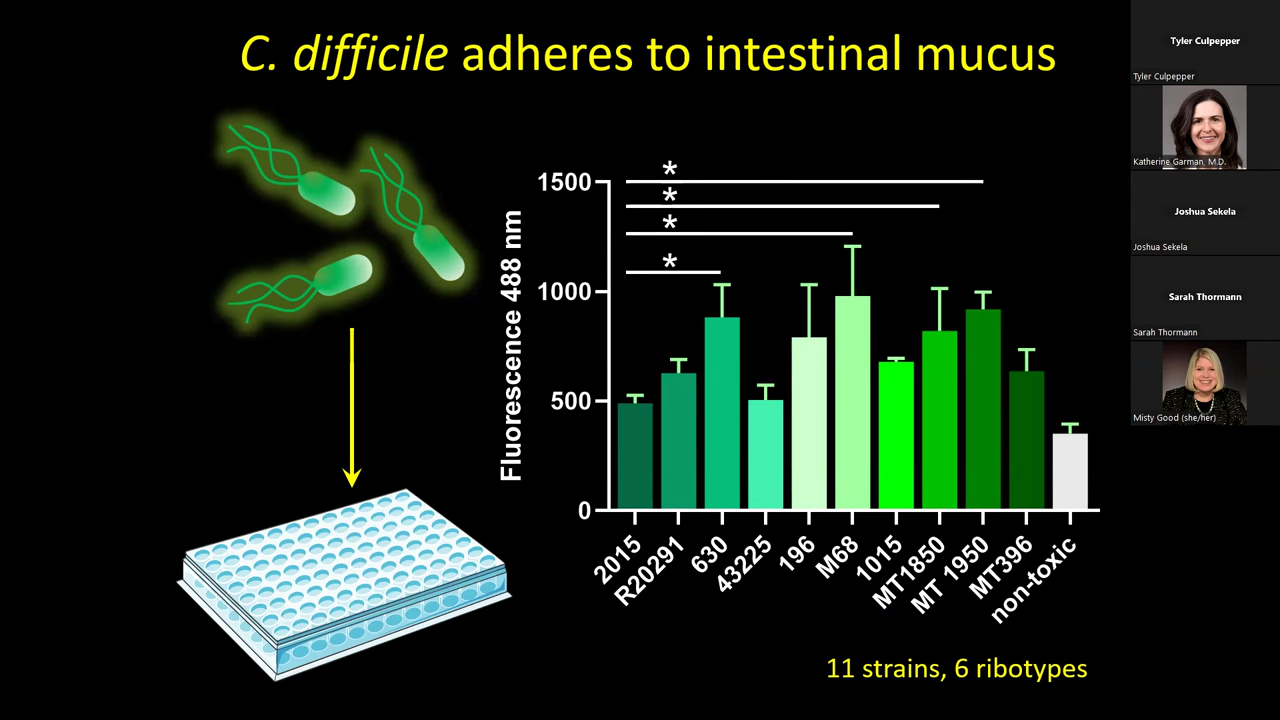 C. difficile adheres to intestinal mucus
Fluorescence 488 nm
1500
1000
500
0
*
*
*
*
2015
R20291
630
43225
196
M68
1015
MT1850
MT 1950
MT396
non-toxic
11 strains, 6 ribotypes
Tyler Culpepper
Tyler Culpepper
Katherine Garman, M.D.
Joshua Sekela
Joshua Sekela
Sarah Thormann
Sarah Thormann
Misty Good (she/her)